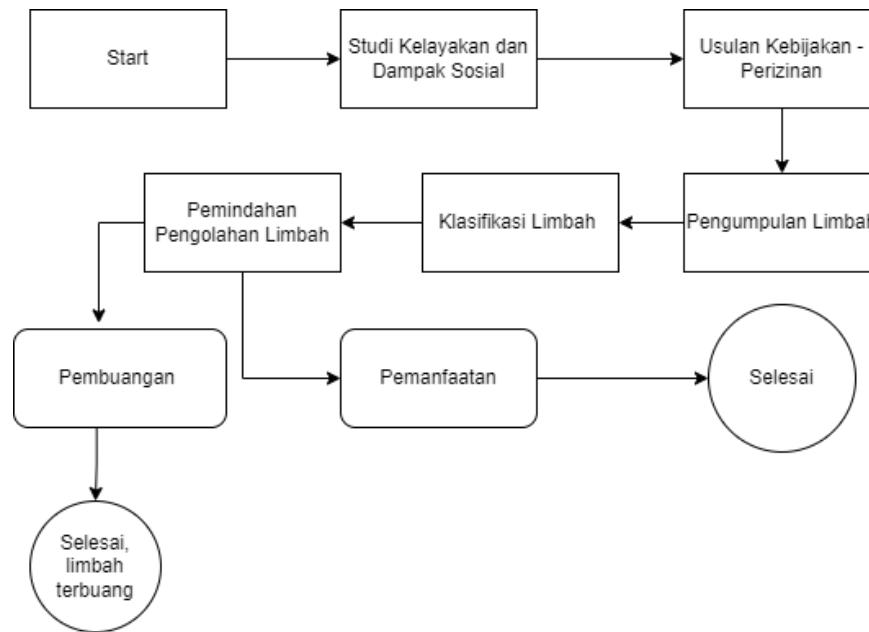 Start
Studi Kelayakan dan
Dampak Sosial
Usulan Kebijakan -
Perizinan
Pemindahan
Pengolahan Limbah
Klasifikasi Limbah
Pengumpulan Limbah
Pembuangan
Pemanfaatan
Selesai
Selesai,
limbah
terbuang